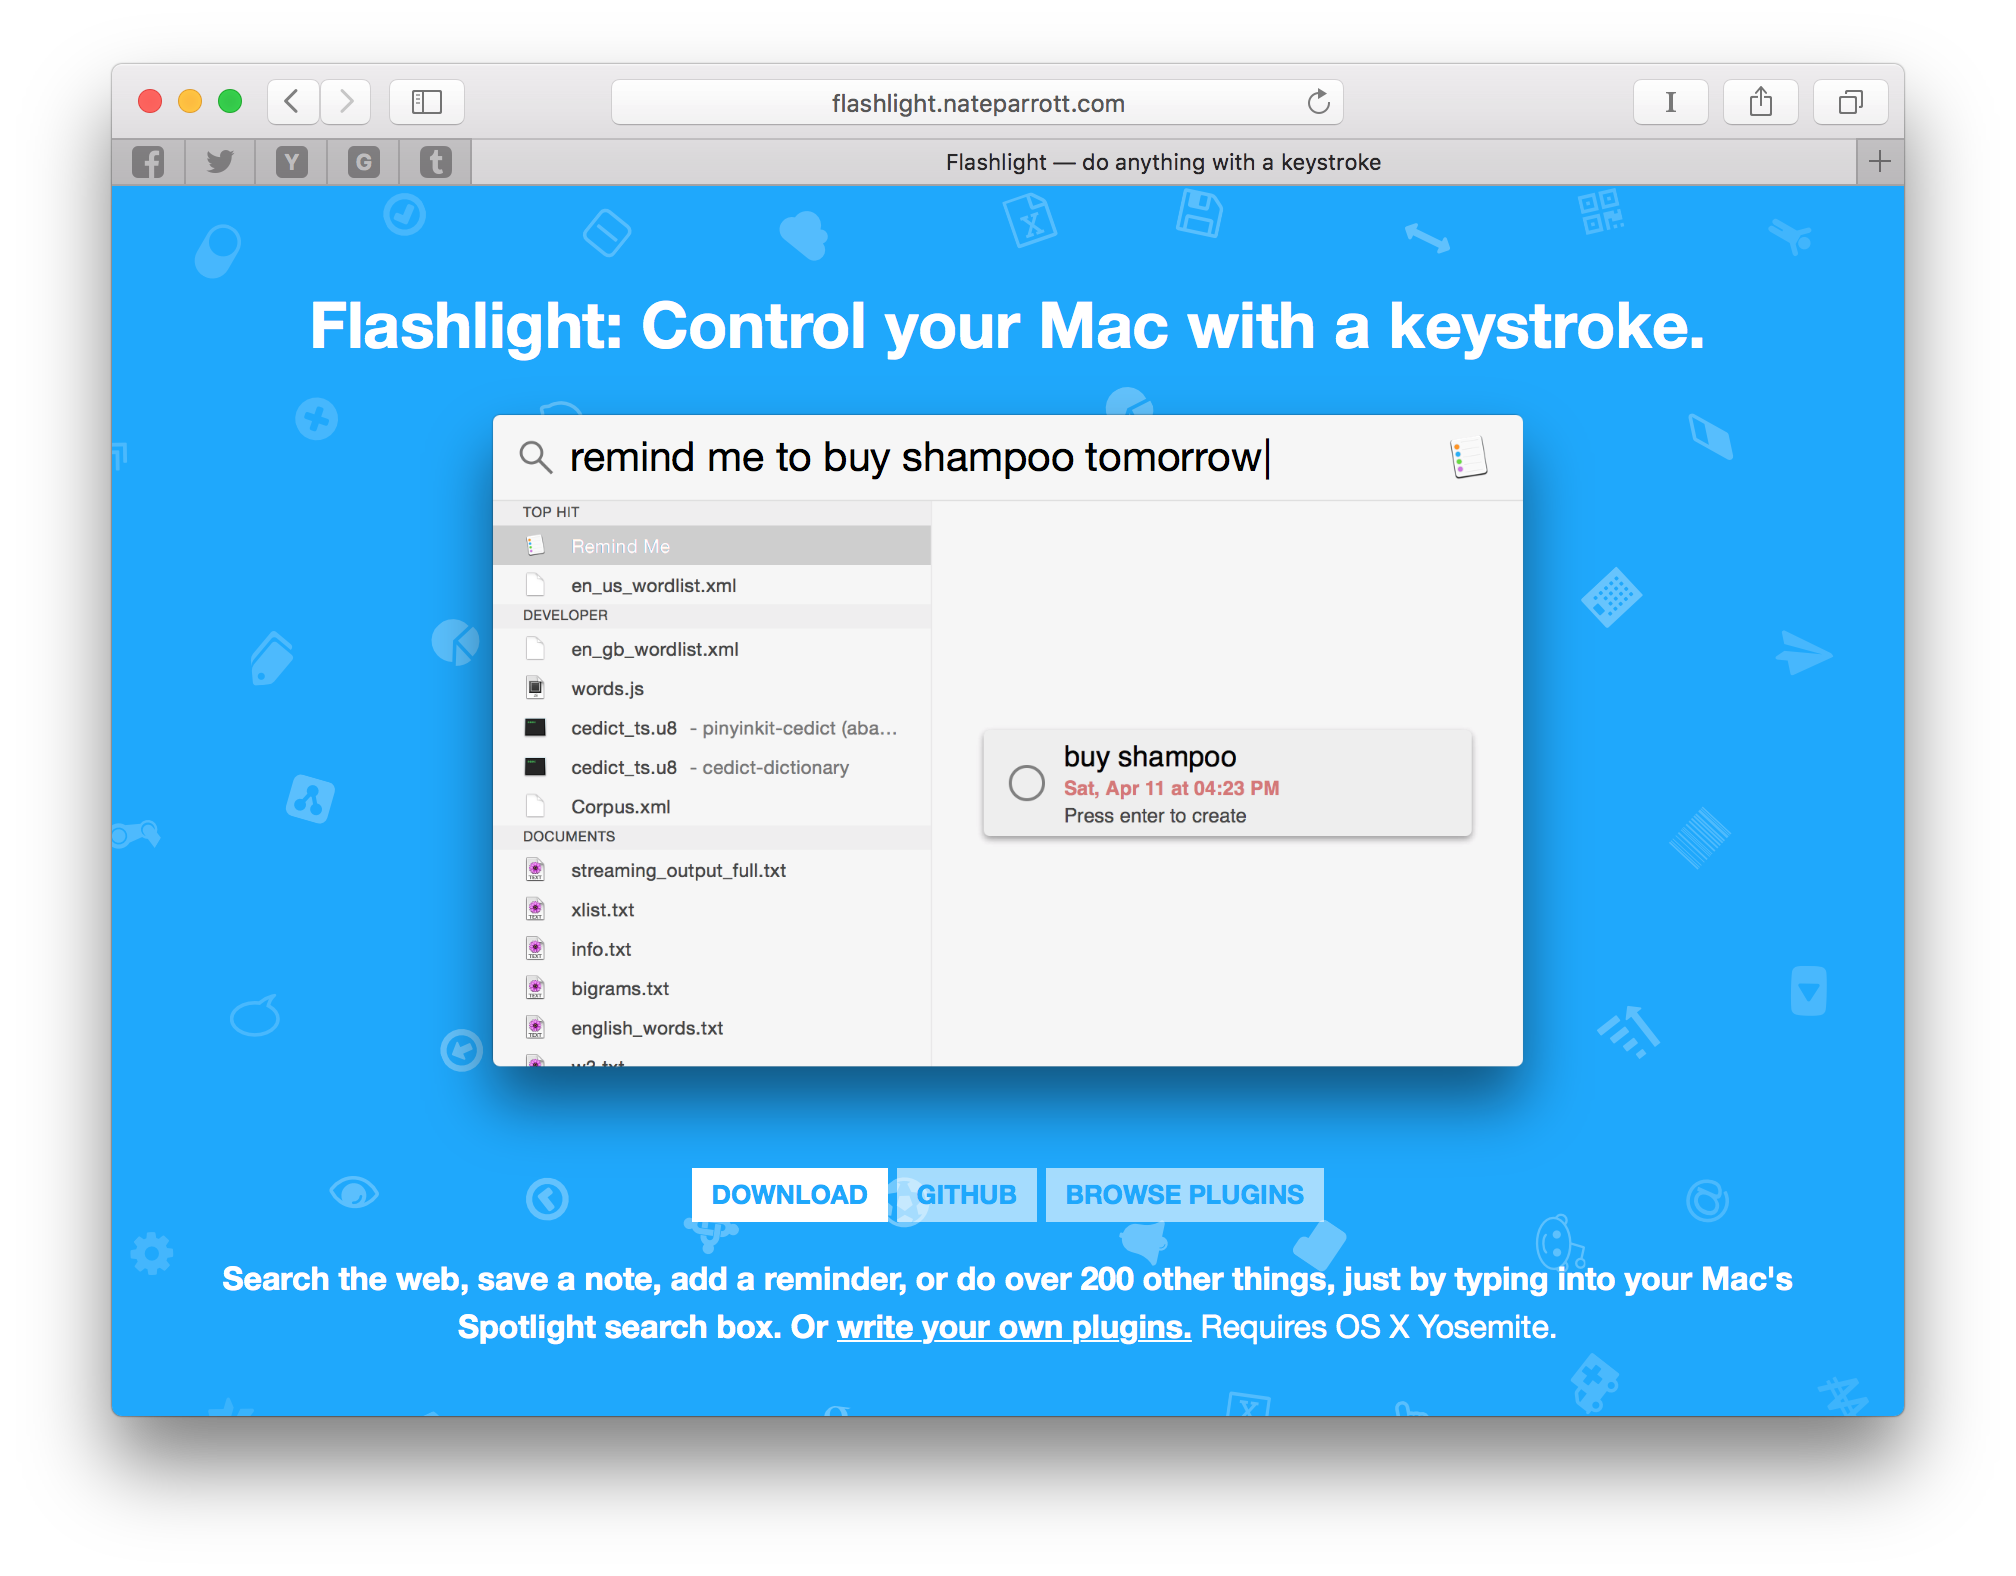 flashlight.nateparrott.com
Y
G
t
Flashlight — do anything with a keystroke
Flashlight: Control your Mac with a keystroke.
remind me to buy shampoo tomorrow
TOP HIT
Remind Me
en_us_wordlist.xml
DEVELOPER
en_gb_wordlist.xml
words.js
cedict_ts.u8 - pinyinkit-cedict (aba...
cedict_ts.u8 - cedict-dictionary
Corpus.xml
DOCUMENTS
streaming_output_full.txt
xlist.txt
info.txt
bigrams.txt
english_words.txt
buy shampoo
Sat, Apr 11 at 04:23 PM
Press enter to create
DOWNLOAD
GITHUB
BROWSE PLUGINS
Search the web, save a note, add a reminder, or do over 200 other things, just by typing into your Mac's
Spotlight search box. Or write your own plugins. Requires OS X Yosemite.